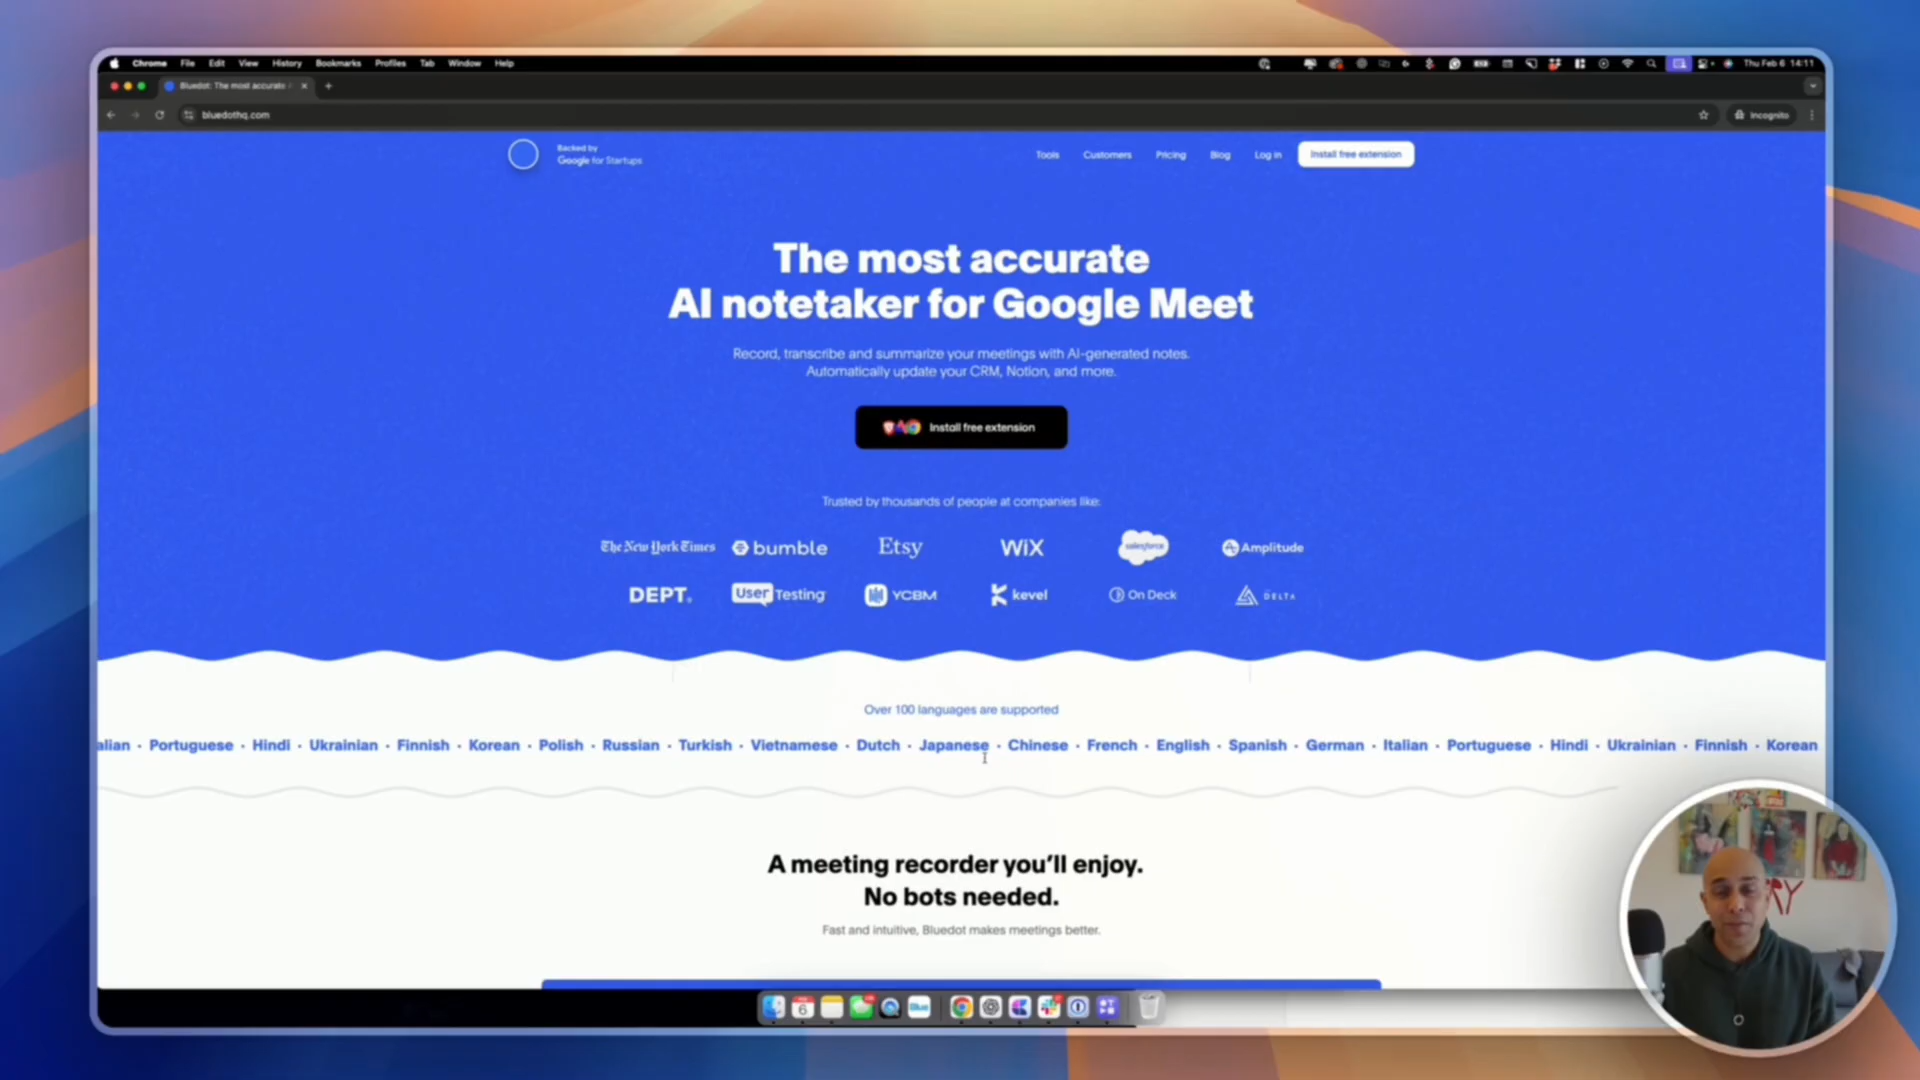 Chrome File Edit View History Bookmarks Profiles Tab Window Help
Thu Feb 6 14:11
Bluedot: The most accurate
bluedothq.com
Incognito
Backed by
Google for Startups
Tools Customers Pricing Blog Log in Install free extension
The most accurate
AI notetaker for Google Meet
Record, transcribe and summarize your meetings with AI-generated notes.
Automatically update your CRM, Notion, and more.
Install free extension
Trusted by thousands of people at companies like:
The New York Times bumble Etsy WiX salesforce Amplitude
DEPT. UserTesting YCBM kevel On Deck DELTA
Over 100 languages are supported
alian · Portuguese · Hindi · Ukrainian · Finnish · Korean · Polish · Russian · Turkish · Vietnamese · Dutch · Japanese · Chinese · French · English · Spanish · German · Italian · Portuguese · Hindi · Ukrainian · Finnish · Korean
A meeting recorder you'll enjoy.
No bots needed.
Fast and intuitive, Bluedot makes meetings better.
6